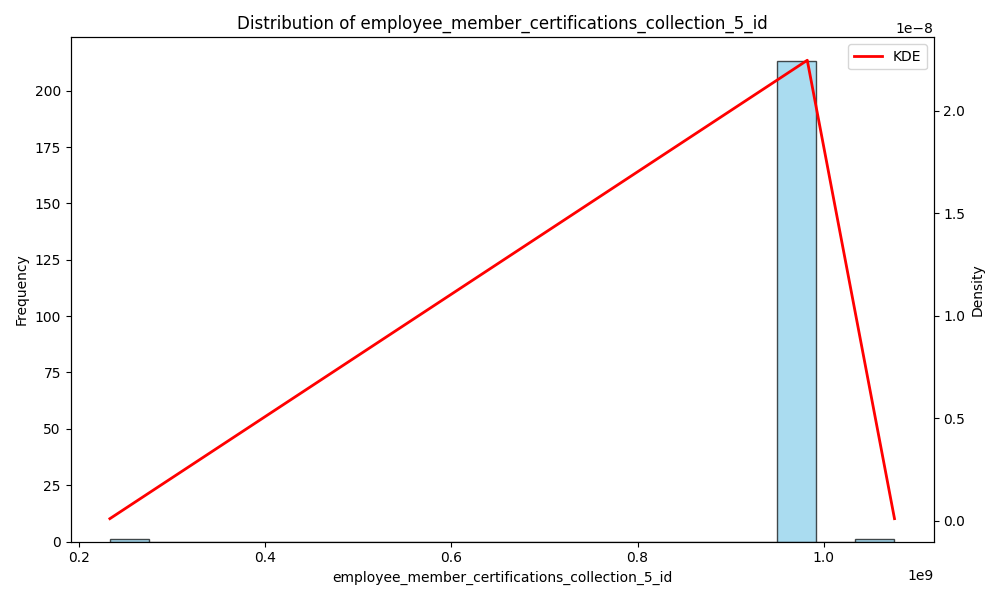 Distribution of employee_member_certifications_collection_5_id
1e−8
KDE
Frequency
200
175
150
125
100
75
50
25
0
Density
2.0
1.5
1.0
0.5
0.0
0.2 0.4 0.6 0.8 1.0
1e9
employee_member_certifications_collection_5_id